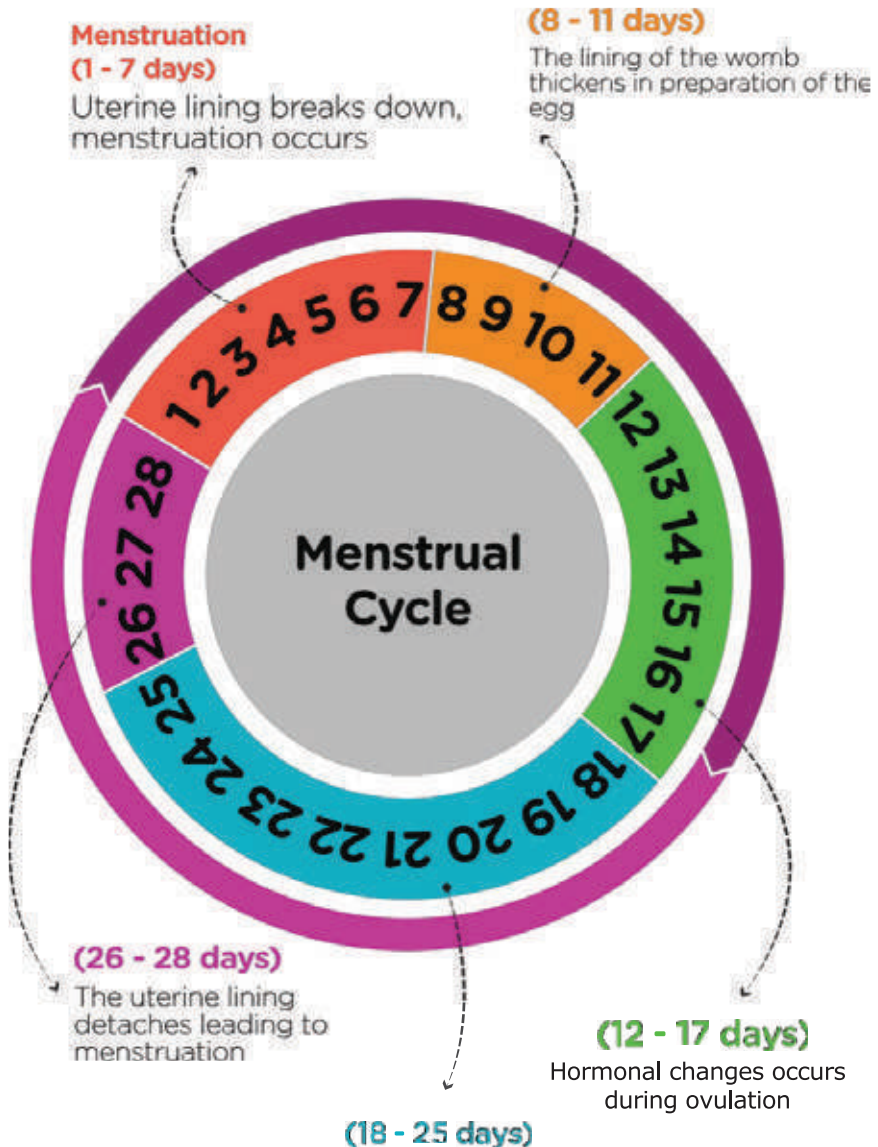 Menstruation
(1 - 7 days)
Uterine lining breaks down,
menstruation occurs
(8 - 11 days)
The lining of the womb
thickens in preparation of the
egg
1 2 3 4 5 6 7 8 9 10 11 12 13 14 15 16 17 18 19 20 21 22 23 24 25 26 27 28
Menstrual
Cycle
(26 - 28 days)
The uterine lining
detaches leading to
menstruation
(12 - 17 days)
Hormonal changes occurs
during ovulation
(18 - 25 days)